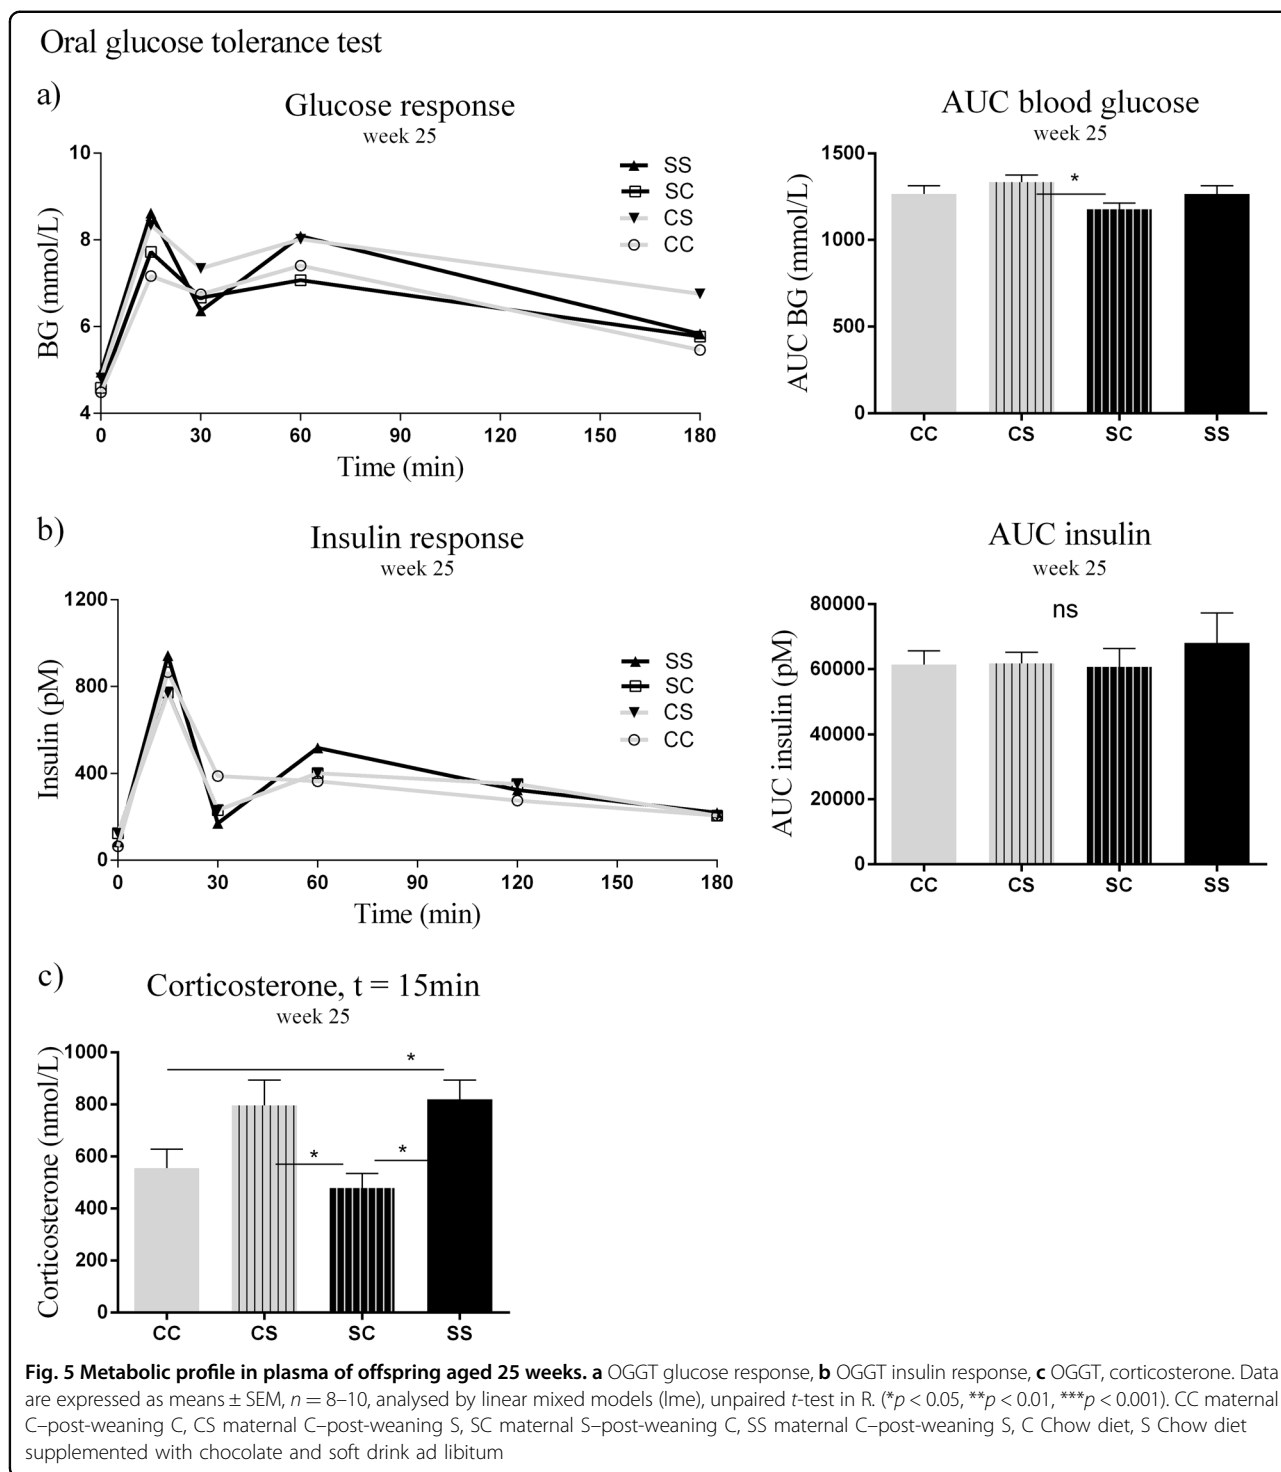 Oral glucose tolerance test
a)
Glucose response
week 25
BG (mmol/L)
10
8
6
4
0
30
60
90
120
150
180
Time (min)
SS
SC
CS
CC
AUC blood glucose
week 25
AUC BG (mmol/L)
1500
1000
500
0
*
CC
CS
SC
SS
b)
Insulin response
week 25
Insulin (pM)
1200
800
400
0
0
30
60
90
120
150
180
Time (min)
SS
SC
CS
CC
AUC insulin
week 25
AUC insulin (pM)
80000
60000
40000
20000
0
ns
CC
CS
SC
SS
c)
Corticosterone, t = 15min
week 25
Corticosterone (nmol/L)
1000
800
600
400
200
0
*
*
*
CC
CS
SC
SS
Fig. 5 Metabolic profile in plasma of offspring aged 25 weeks. a OGGT glucose response, b OGGT insulin response, c OGGT, corticosterone. Data
are expressed as means ± SEM, n = 8–10, analysed by linear mixed models (lme), unpaired t-test in R. (*p < 0.05, **p < 0.01, ***p < 0.001). CC maternal
C–post-weaning C, CS maternal C–post-weaning S, SC maternal S–post-weaning C, SS maternal C–post-weaning S, C Chow diet, S Chow diet
supplemented with chocolate and soft drink ad libitum